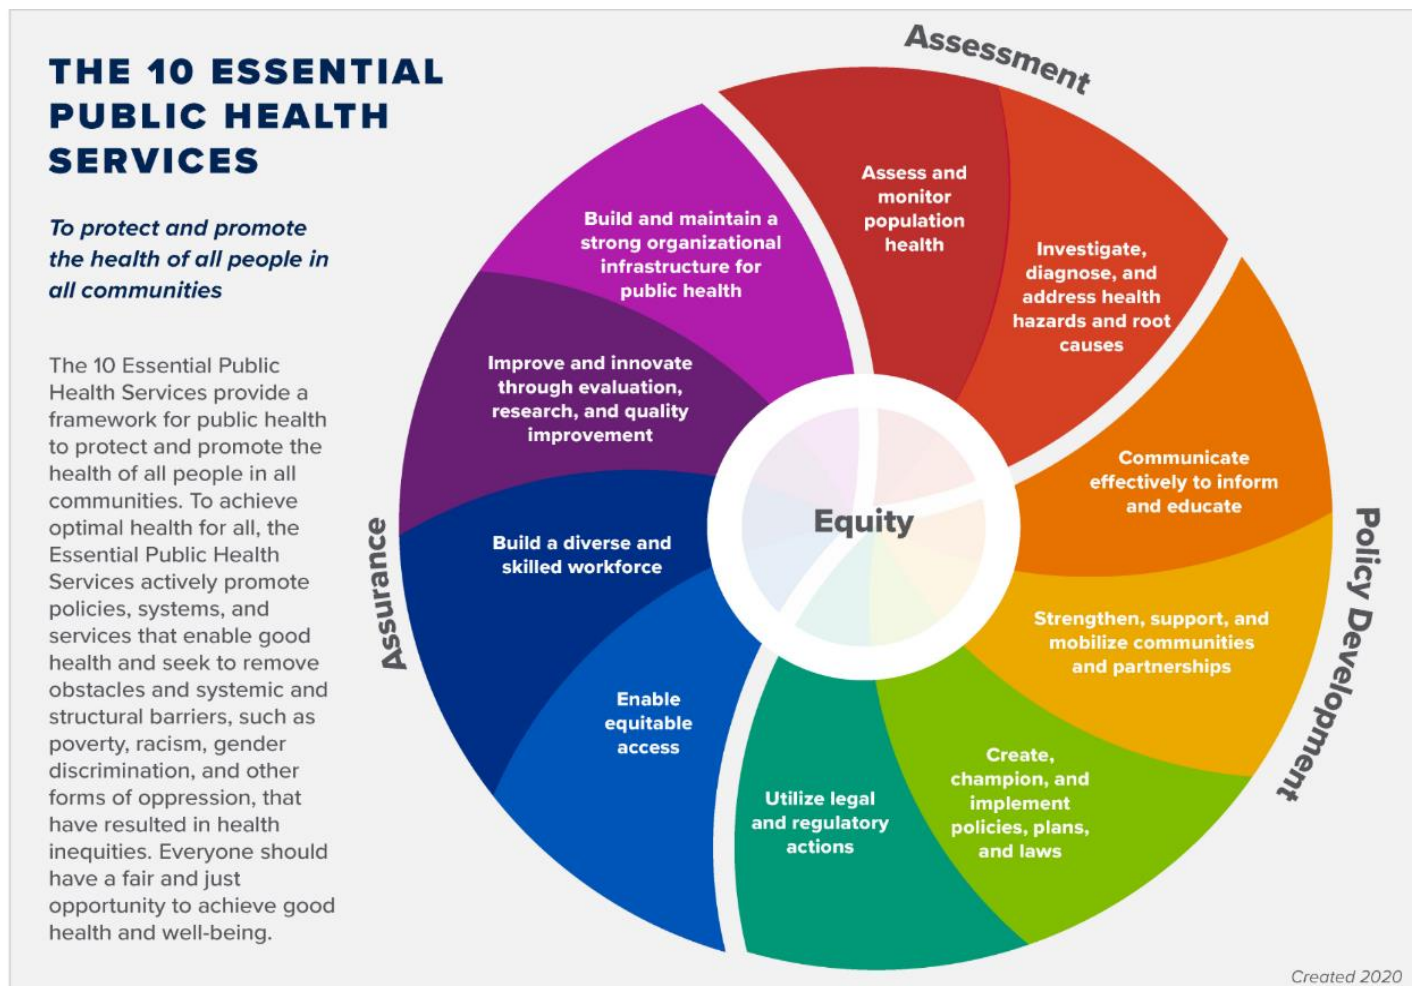 THE 10 ESSENTIAL
PUBLIC HEALTH
SERVICES
To protect and promote
the health of all people in
all communities
The 10 Essential Public
Health Services provide a
framework for public health
to protect and promote the
health of all people in all
communities. To achieve
optimal health for all, the
Essential Public Health
Services actively promote
policies, systems, and
services that enable good
health and seek to remove
obstacles and systemic and
structural barriers, such as
poverty, racism, gender
discrimination, and other
forms of oppression, that
have resulted in health
inequities. Everyone should
have a fair and just
opportunity to achieve good
health and well-being.
Assessment
Assess and
monitor
population
health
Investigate,
diagnose, and
address health
hazards and root
causes
Policy Development
Communicate
effectively to inform
and educate
Strengthen, support, and
mobilize communities
and partnerships
Create,
champion, and
implement
policies, plans,
and laws
Utilize legal
and regulatory
actions
Assurance
Enable
equitable
access
Build a diverse and
skilled workforce
Improve and innovate
through evaluation,
research, and quality
improvement
Build and maintain a
strong organizational
infrastructure for
public health
Equity
Created 2020